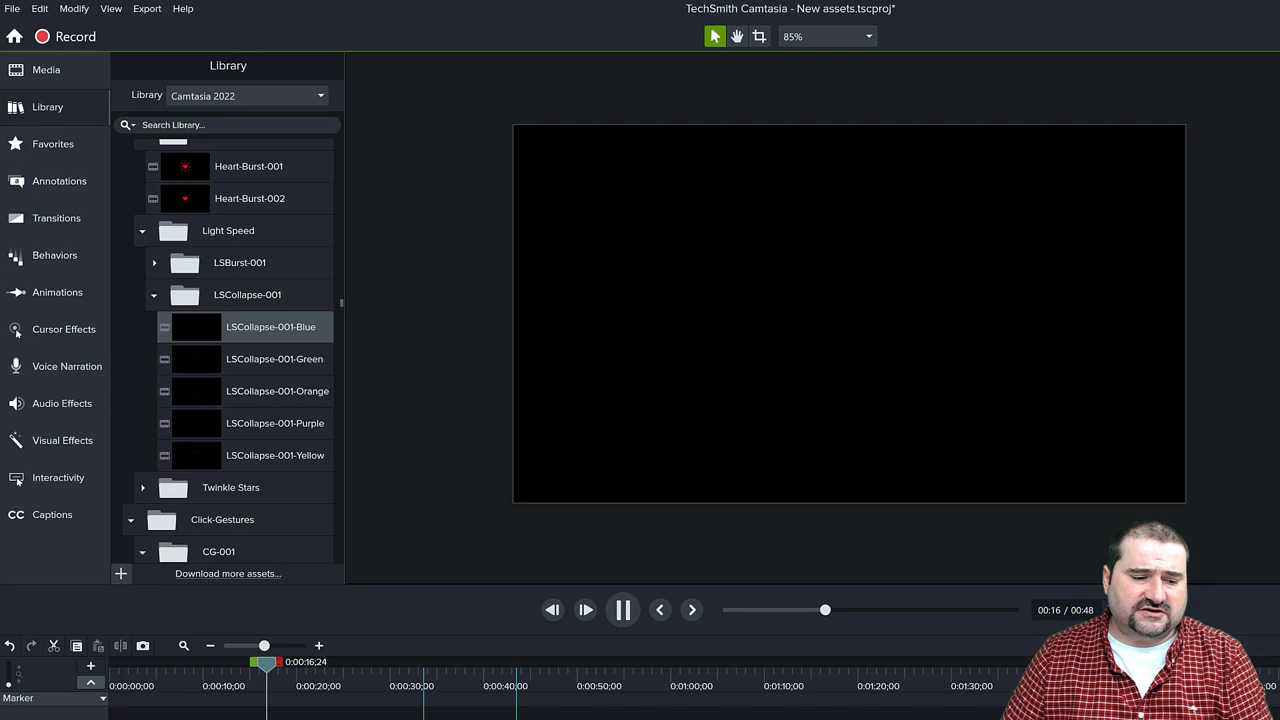 File Edit Modify View Export Help
TechSmith Camtasia - New assets.tscproj*
Record
85%
Media
Library
Favorites
Annotations
Transitions
Behaviors
Animations
Cursor Effects
Voice Narration
Audio Effects
Visual Effects
Interactivity
CC Captions
Library
Library Camtasia 2022
Search Library...
Heart-Burst-001
Heart-Burst-002
Light Speed
LSBurst-001
LSCollapse-001
LSCollapse-001-Blue
LSCollapse-001-Green
LSCollapse-001-Orange
LSCollapse-001-Purple
LSCollapse-001-Yellow
Twinkle Stars
Click-Gestures
CG-001
Download more assets...
00:16 / 00:48
0:00:16;24
Marker
0:00:00;00 0:00:10;00 0:00:20;00 0:00:30;00 0:00:40;00 0:00:50;00 0:01:00;00 0:01:10;00 0:01:20;00 0:01:30;00